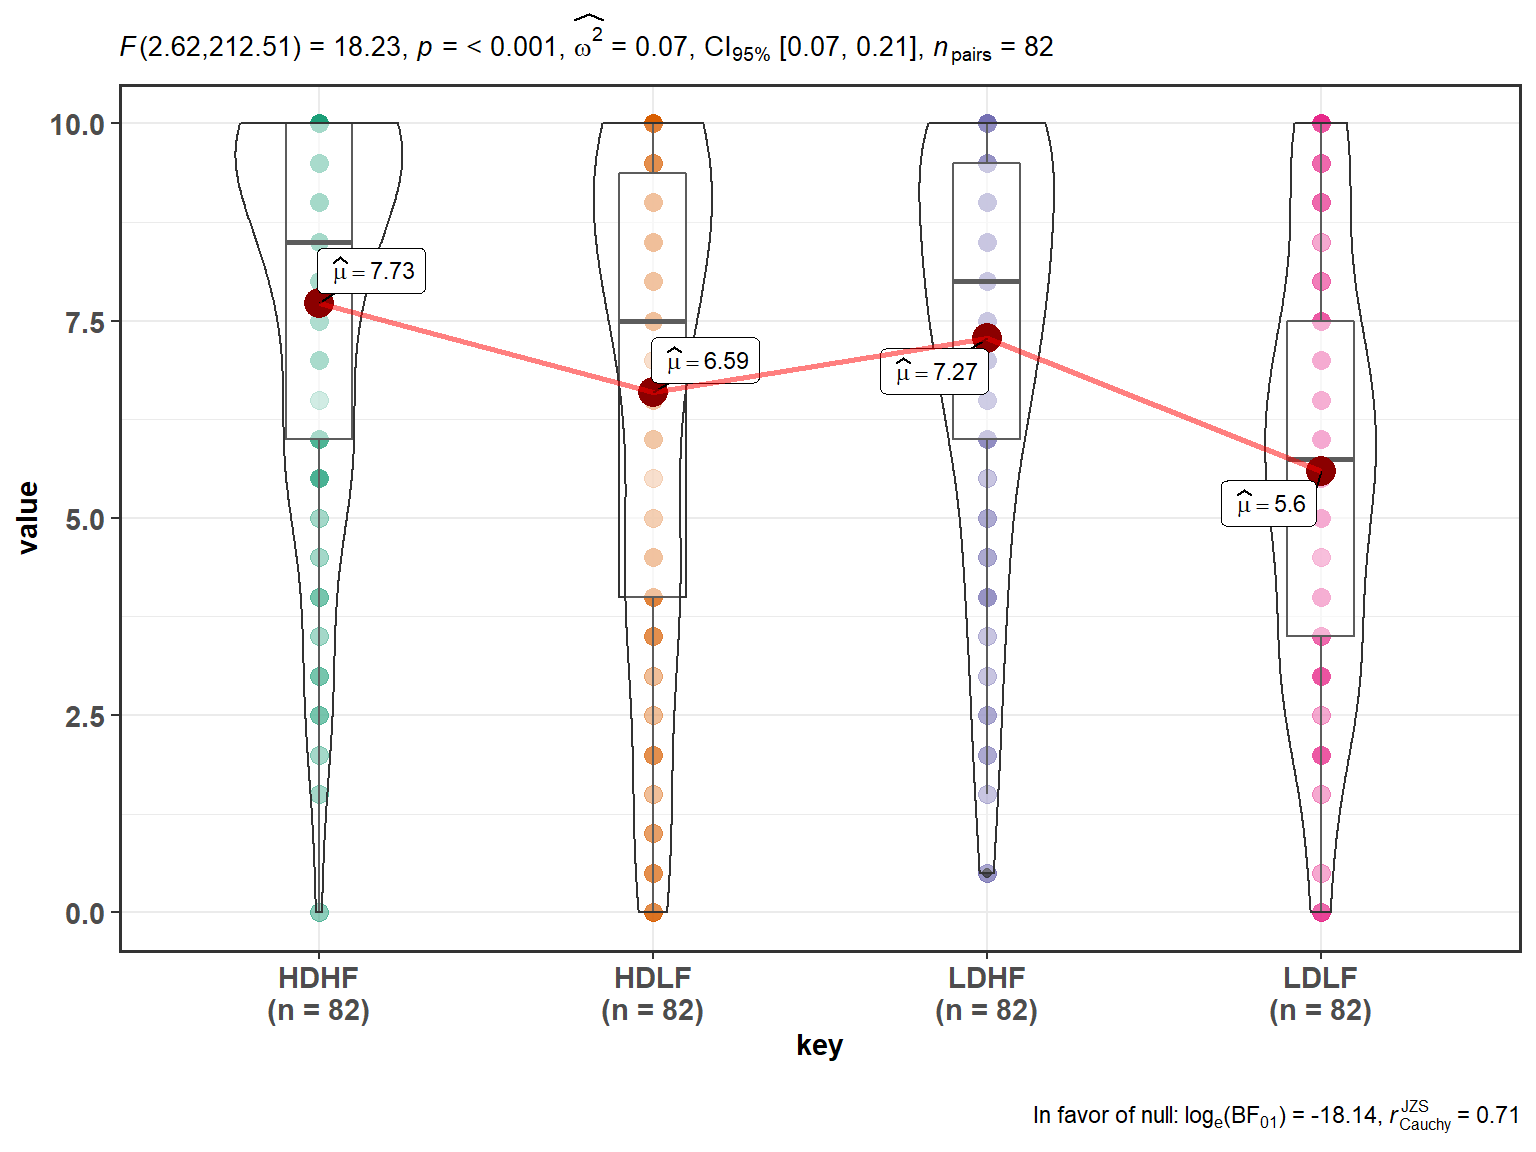 F(2.62,212.51) = 18.23, p = < 0.001, ω̂² = 0.07, CI₉₅% [0.07, 0.21], n pairs = 82
10.0
7.5
5.0
2.5
0.0
value
μ̂ = 7.73
μ̂ = 6.59
μ̂ = 7.27
μ̂ = 5.6
HDHF
(n = 82)
HDLF
(n = 82)
LDHF
(n = 82)
LDLF
(n = 82)
key
In favor of null: logₑ(BF₀₁) = -18.14, r JZS Cauchy = 0.71